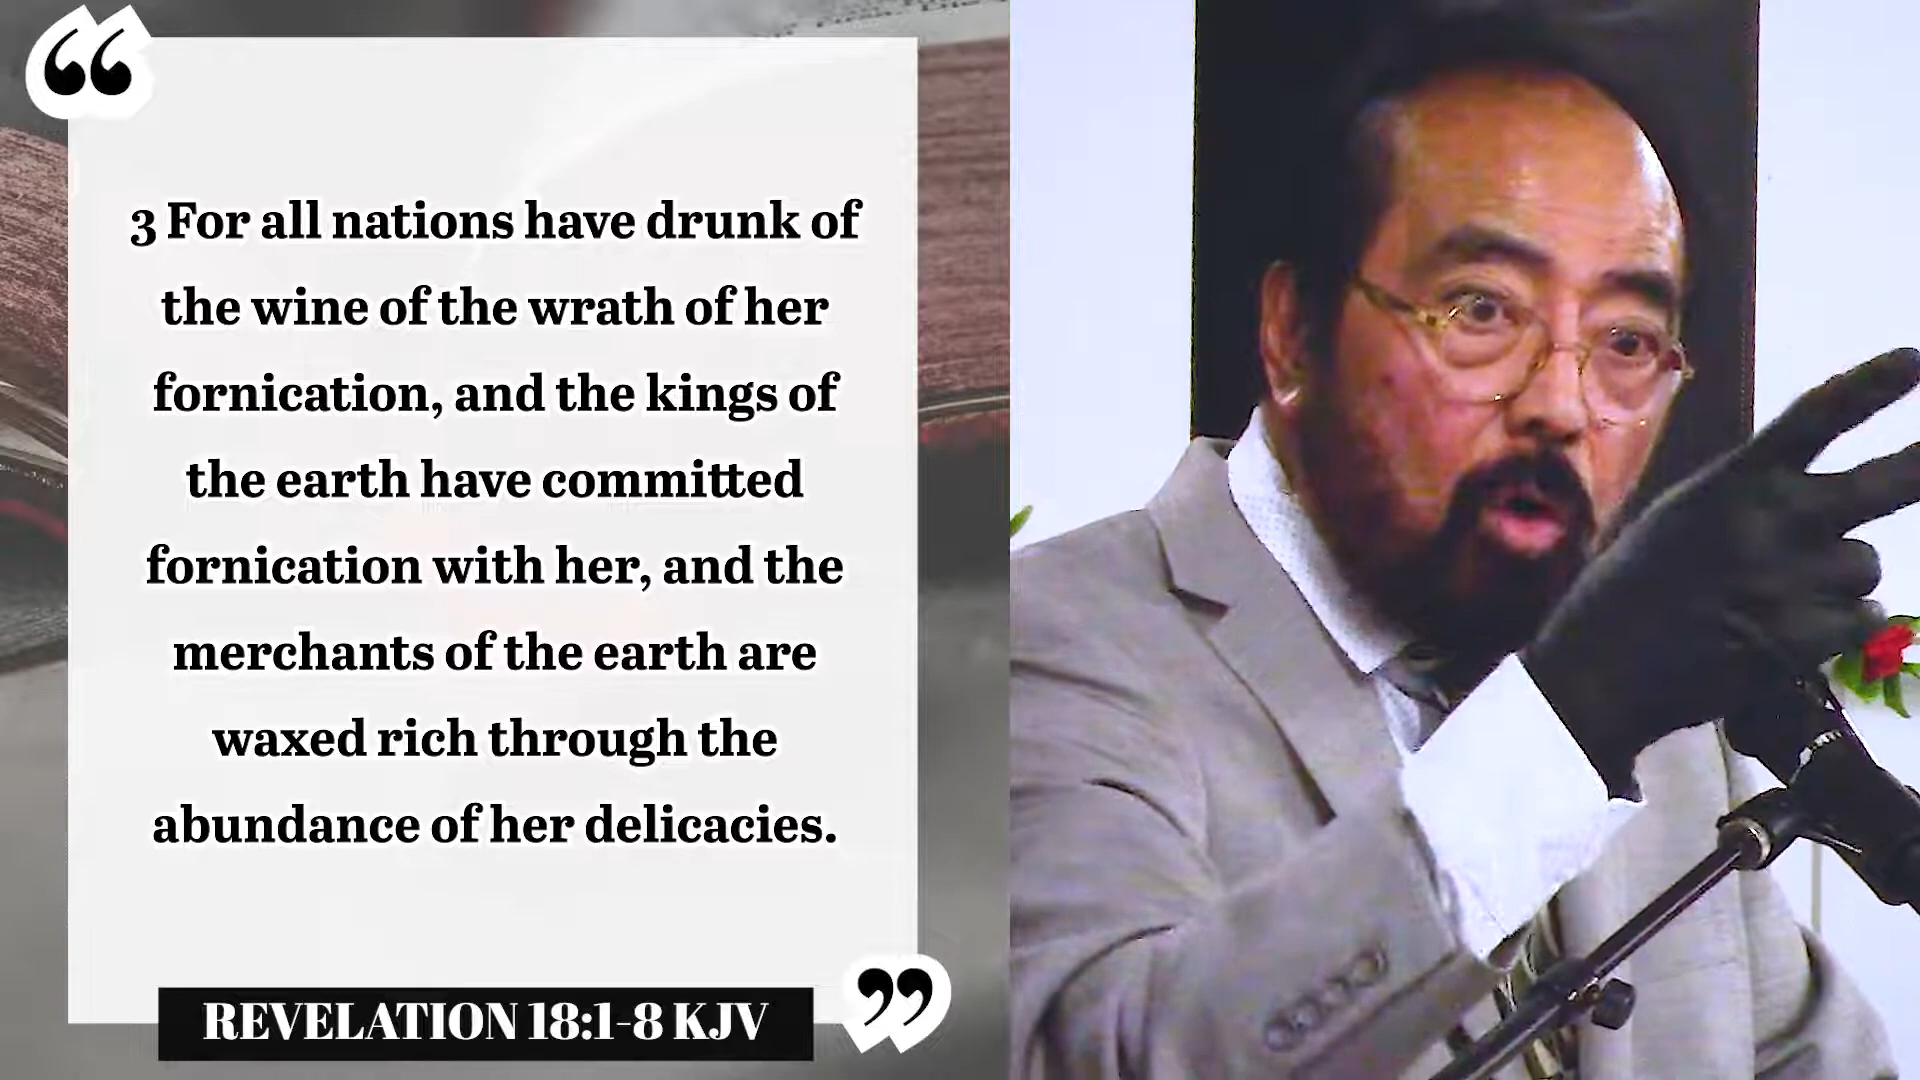 3 For all nations have drunk of
the wine of the wrath of her
fornication, and the kings of
the earth have committed
fornication with her, and the
merchants of the earth are
waxed rich through the
abundance of her delicacies.
REVELATION 18:1-8 KJV